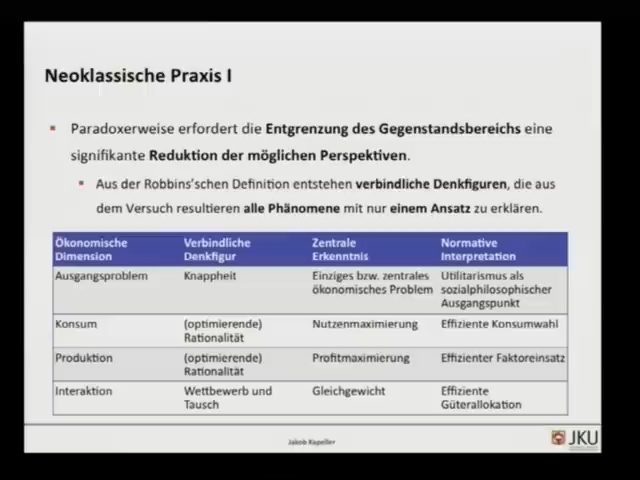 Neoklassische Praxis I
Paradoxerweise erfordert die Entgrenzung des Gegenstandsbereichs eine
signifikante Reduktion der möglichen Perspektiven.
Aus der Robbins'schen Definition entstehen verbindliche Denkfiguren, die aus
dem Versuch resultieren alle Phänomene mit nur einem Ansatz zu erklären.
Ökonomische Dimension
Verbindliche Denkfigur
Zentrale Erkenntnis
Normative Interpretation
Ausgangsproblem
Knappheit
Einziges bzw. zentrales
ökonomisches Problem
Utilitarismus als
sozialphilosophischer
Ausgangspunkt
Konsum
(optimierende)
Rationalität
Nutzenmaximierung
Effiziente Konsumwahl
Produktion
(optimierende)
Rationalität
Profitmaximierung
Effizienter Faktoreinsatz
Interaktion
Wettbewerb und
Tausch
Gleichgewicht
Effiziente
Güterallokation
Jakob Kapeller
JKU